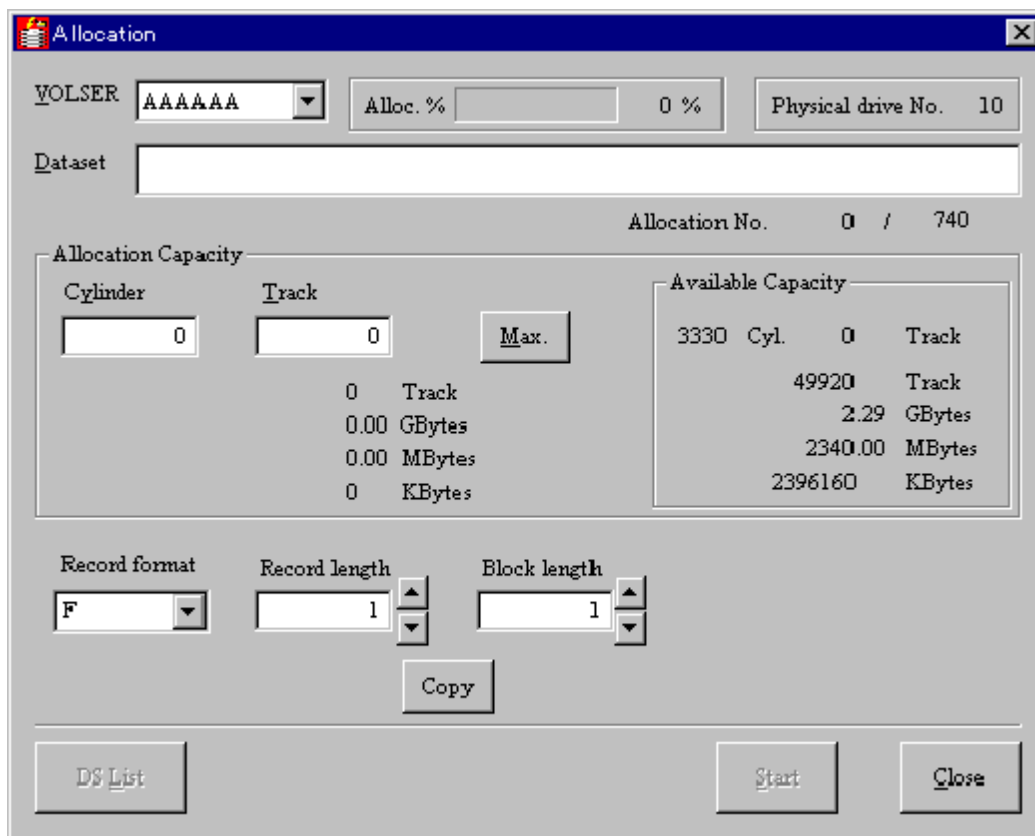 Allocation
VOLSER AAAAAA Alloc. % 0 % Physical drive No. 10
Dataset
Allocation No. 0 / 740
Allocation Capacity
Cylinder Track Available Capacity
0 0 Max. 3330 Cyl. 0 Track
49920 Track
0 Track
2.29 GBytes
0.00 GBytes
2340.00 MBytes
0.00 MBytes
2396160 KBytes
0 KBytes
Record format Record length Block length
F 1 1
Copy
DS List Start Close